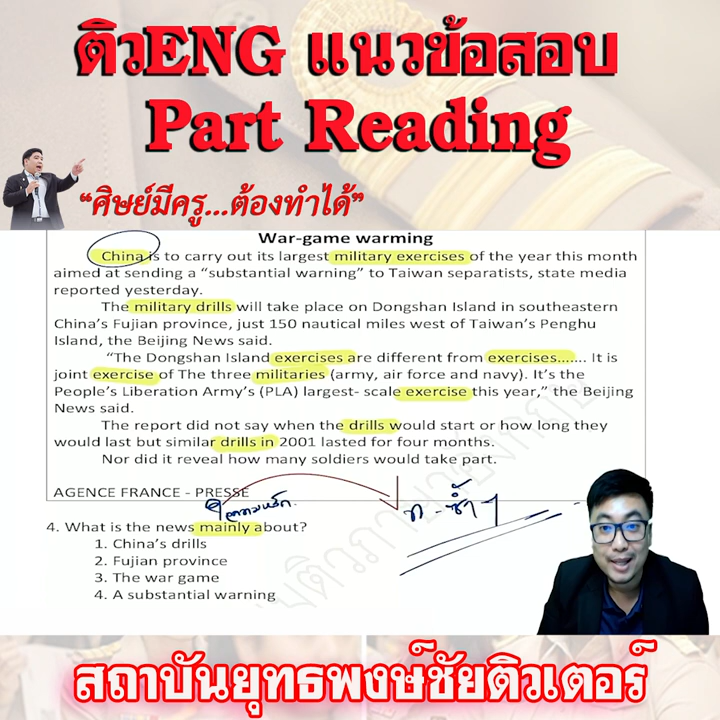 ติวENG แนวข้อสอบ
Part Reading
“ศิษย์มีครู...ต้องทำได้”
War-game warming
China is to carry out its largest military exercises of the year this month
aimed at sending a “substantial warning” to Taiwan separatists, state media
reported yesterday.
The military drills will take place on Dongshan Island in southeastern
China’s Fujian province, just 150 nautical miles west of Taiwan’s Penghu
Island, the Beijing News said.
“The Dongshan Island exercises are different from exercises....... It is
joint exercise of The three militaries (army, air force and navy). It’s the
People’s Liberation Army’s (PLA) largest- scale exercise this year,” the Beijing
News said.
The report did not say when the drills would start or how long they
would last but similar drills in 2001 lasted for four months.
Nor did it reveal how many soldiers would take part.
AGENCE FRANCE - PRESSE
ค - ซ้ำๆ
4. What is the news mainly about?
1. China’s drills
2. Fujian province
3. The war game
4. A substantial warning
สถาบันยุทธพงษ์ชัยติวเตอร์